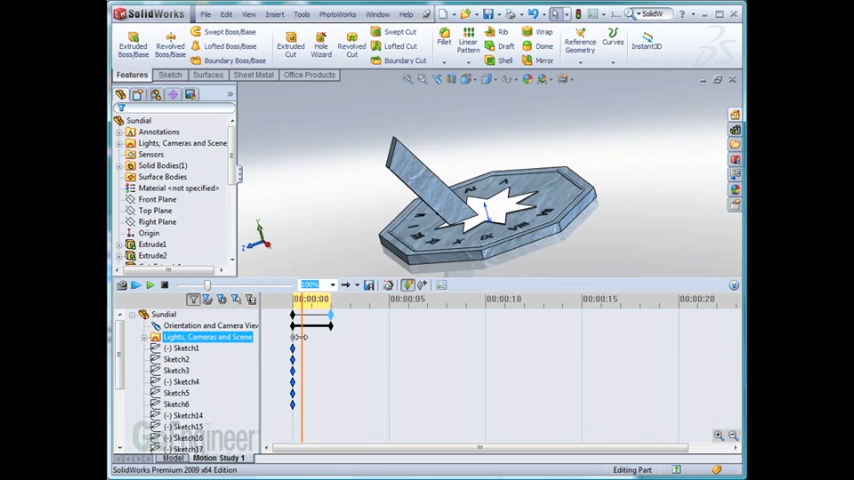 SolidWorks File Edit View Insert Tools PhotoWorks Window Help SolidW
Extruded Boss/Base
Revolved Boss/Base
Swept Boss/Base
Lofted Boss/Base
Boundary Boss/Base
Extruded Cut
Hole Wizard
Revolved Cut
Swept Cut
Lofted Cut
Boundary Cut
Fillet
Linear Pattern
Rib
Draft
Shell
Wrap
Dome
Mirror
Reference Geometry
Curves
Instant3D
Features Sketch Surfaces Sheet Metal Office Products
Sundial
Annotations
Lights, Cameras and Scene
Sensors
Solid Bodies(1)
Surface Bodies
Material <not specified>
Front Plane
Top Plane
Right Plane
Origin
Extrude1
Extrude2
Y
Z
100%
00:00:00 00:00:05 00:00:10 00:00:15 00:00:20
Sundial
Orientation and Camera View
Lights, Cameras and Scene
(-) Sketch1
Sketch2
Sketch3
(-) Sketch4
Sketch5
Sketch6
(-) Sketch14
(-) Sketch15
(-) Sketch16
(-) Sketch17
Model Motion Study 1
SolidWorks Premium 2009 x64 Edition Editing Part